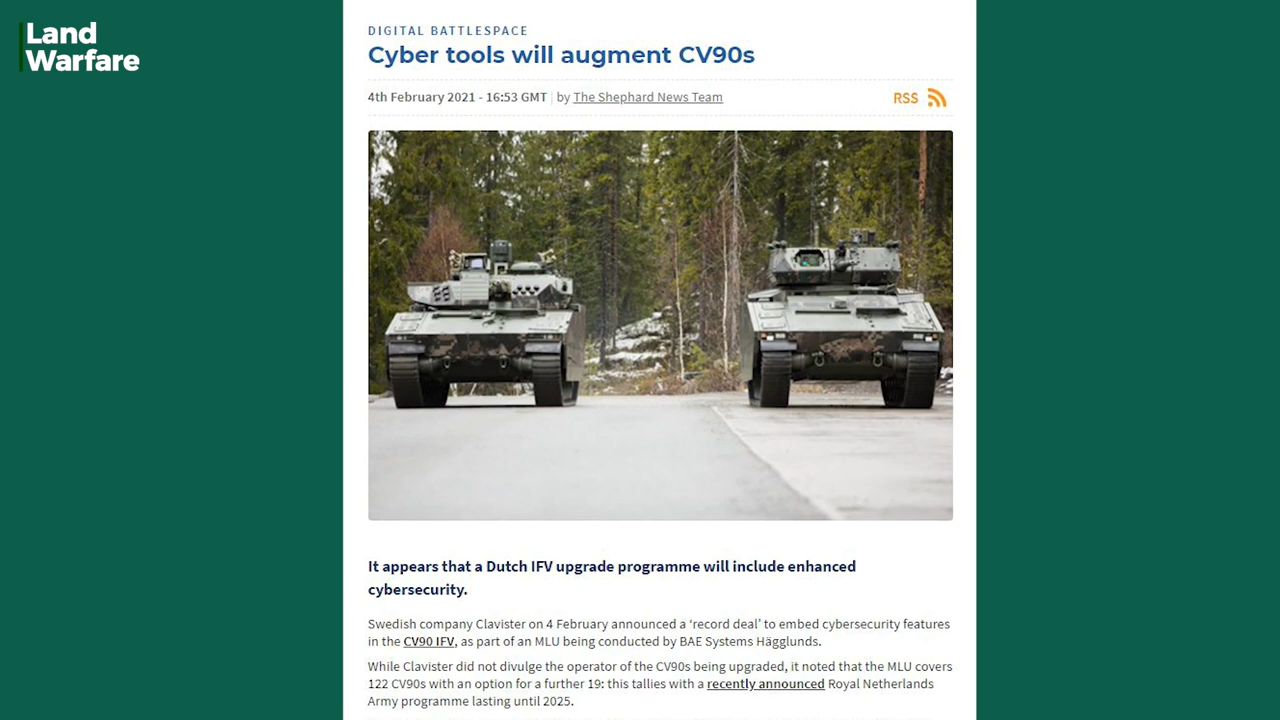 Land
Warfare
DIGITAL BATTLESPACE
Cyber tools will augment CV90s
4th February 2021 - 16:53 GMT | by The Shephard News Team
RSS
It appears that a Dutch IFV upgrade programme will include enhanced
cybersecurity.
Swedish company Clavister on 4 February announced a ‘record deal’ to embed cybersecurity features
in the CV90 IFV, as part of an MLU being conducted by BAE Systems Hägglunds.
While Clavister did not divulge the operator of the CV90s being upgraded, it noted that the MLU covers
122 CV90s with an option for a further 19: this tallies with a recently announced Royal Netherlands
Army programme lasting until 2025.